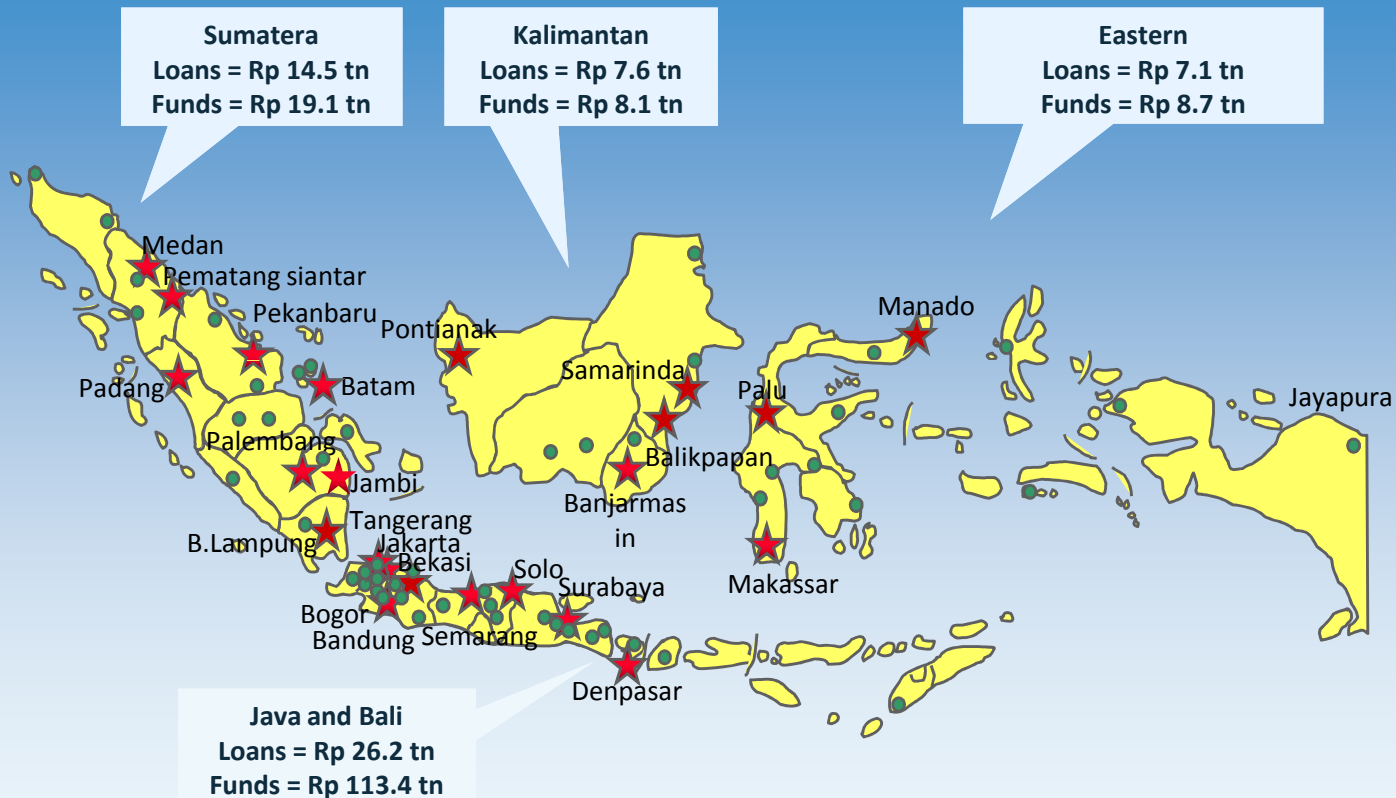 Sumatera
Loans = Rp 14.5 tn
Funds = Rp 19.1 tn
Kalimantan
Loans = Rp 7.6 tn
Funds = Rp 8.1 tn
Eastern
Loans = Rp 7.1 tn
Funds = Rp 8.7 tn
Medan
Pematang siantar
Pekanbaru
Padang
Batam
Palembang
Jambi
B.Lampung
Pontianak
Samarinda
Balikpapan
Banjarmas
in
Manado
Palu
Makassar
Jayapura
Tangerang
Jakarta
Bekasi
Bogor
Bandung
Semarang
Solo
Surabaya
Denpasar
Java and Bali
Loans = Rp 26.2 tn
Funds = Rp 113.4 tn